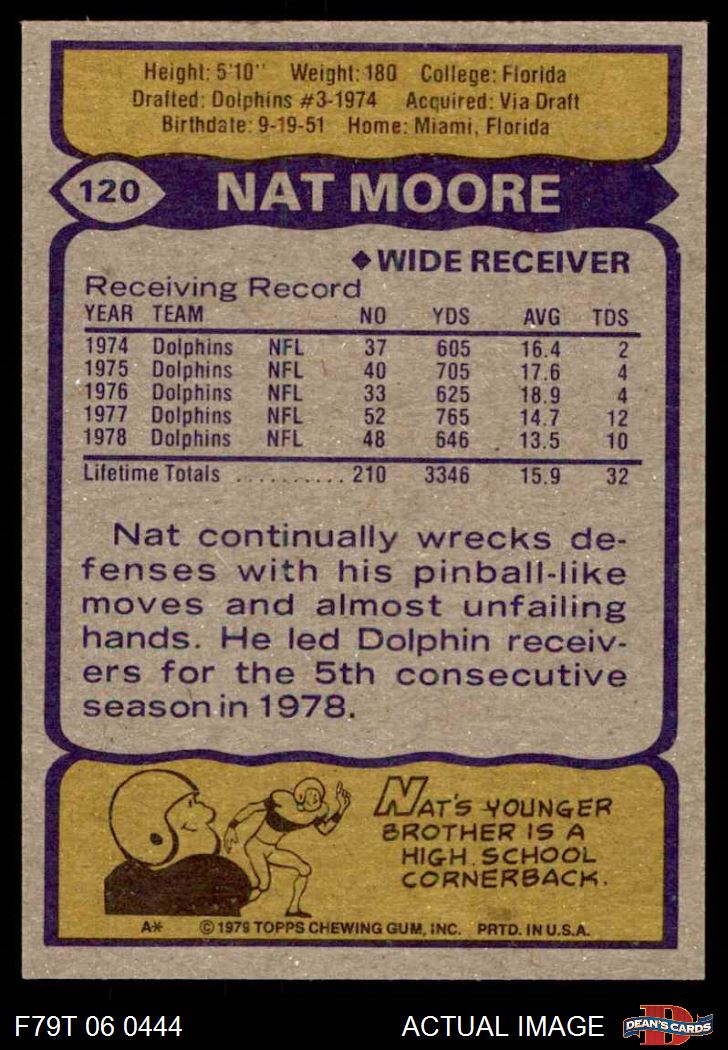 Height: 5'10" Weight: 180 College: Florida
Drafted: Dolphins #3-1974 Acquired: Via Draft
Birthdate: 9-19-51 Home: Miami, Florida
120 NAT MOORE
◆WIDE RECEIVER
Receiving Record
YEAR TEAM NO YDS AVG TDS
1974 Dolphins NFL 37 605 16.4 2
1975 Dolphins NFL 40 705 17.6 4
1976 Dolphins NFL 33 625 18.9 4
1977 Dolphins NFL 52 765 14.7 12
1978 Dolphins NFL 48 646 13.5 10
Lifetime Totals .......... 210 3346 15.9 32
Nat continually wrecks de-
fenses with his pinball-like
moves and almost unfailing
hands. He led Dolphin receiv-
ers for the 5th consecutive
season in 1978.
NAT'S YOUNGER
BROTHER IS A
HIGH SCHOOL
CORNERBACK.
A* © 1979 TOPPS CHEWING GUM, INC. PRTD. IN U.S.A.
F79T 06 0444 ACTUAL IMAGE D DEAN'S CARDS